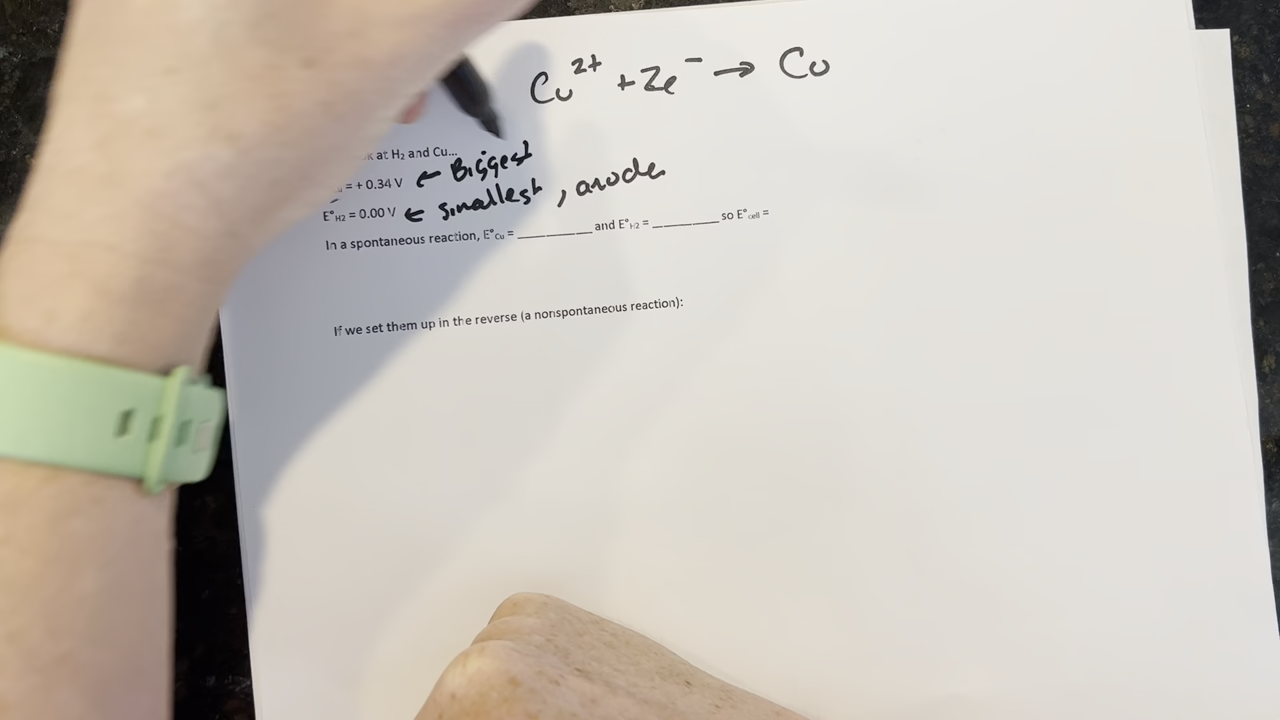 Cu²⁺ + 2e⁻ → Cu
at H₂ and Cu...
= + 0.34 V ← Biggest
E°H2 = 0.00 V ← smallest, anode
In a spontaneous reaction, E°Cu = __________ and E°H2 = _________ so E°cell =
If we set them up in the reverse (a nonspontaneous reaction):